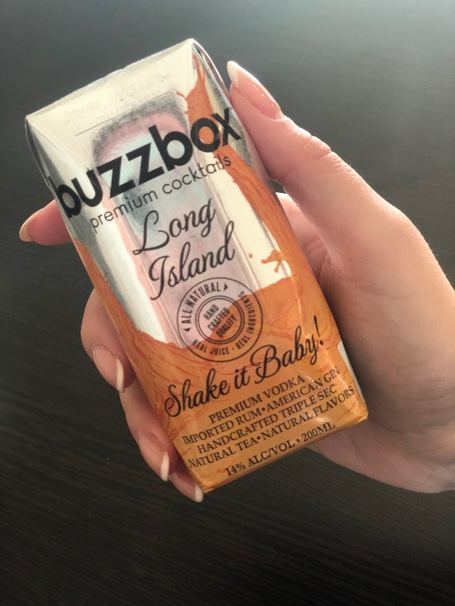 buzzbox
premium cocktails
Long
Island
ALL NATURAL
HAND
CRAFTED
QUALITY
REAL JUICE • REAL INGREDIENTS
Shake it Baby!
PREMIUM VODKA
IMPORTED RUM•AMERICAN GIN
HANDCRAFTED TRIPLE SEC
NATURAL TEA•NATURAL FLAVORS
14% ALC/VOL • 200ML